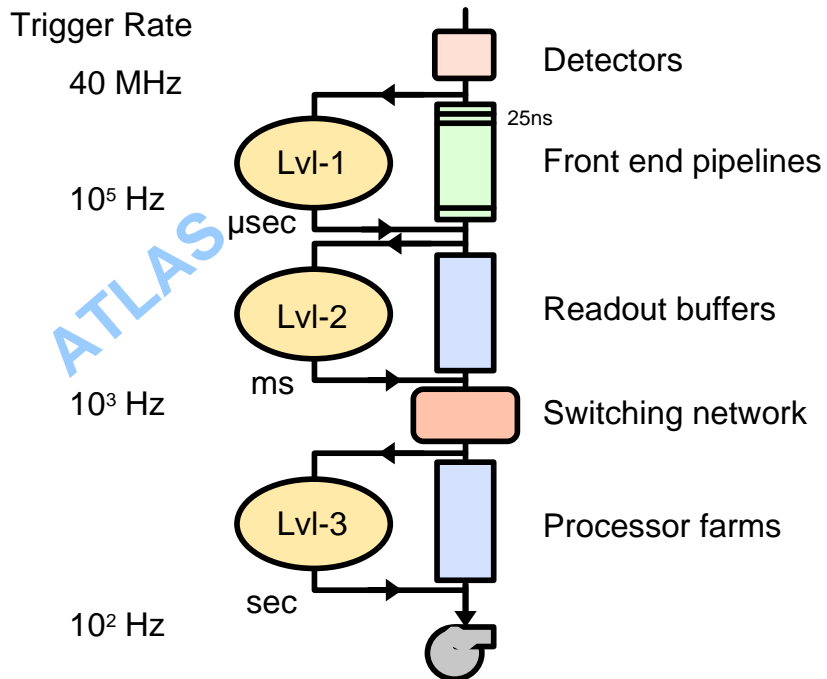 Trigger Rate
Detectors
40 MHz
25ns
Lvl-1
Front end pipelines
10⁵ Hz
µsec
ATLAS
Lvl-2
Readout buffers
ms
10³ Hz
Switching network
Lvl-3
Processor farms
sec
10² Hz